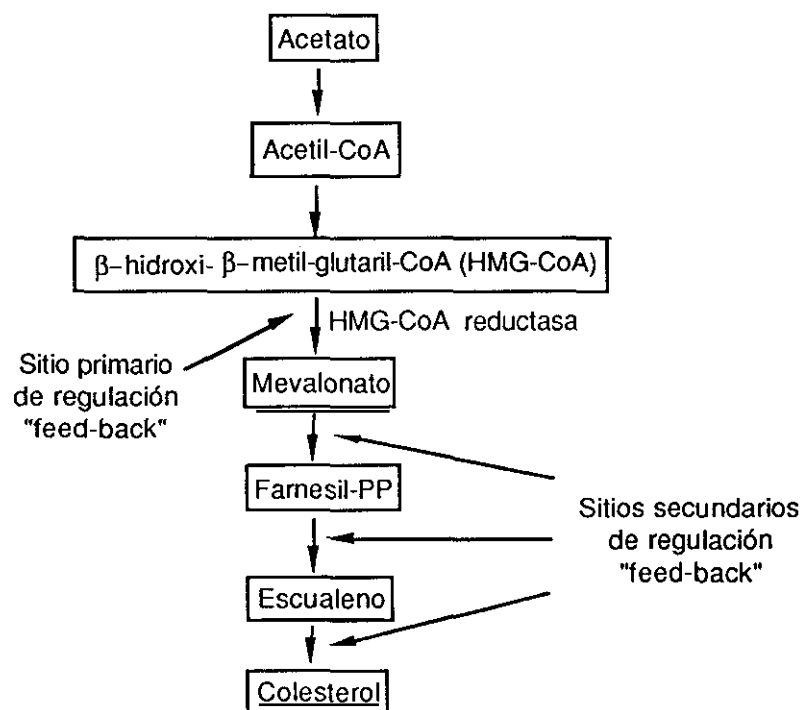 Acetato
Acetil-CoA
β-hidroxi- β-metil-glutaril-CoA (HMG-CoA)
HMG-CoA reductasa
Sitio primario
de regulación
"feed-back"
Mevalonato
Farnesil-PP
Sitios secundarios
de regulación
"feed-back"
Escualeno
Colesterol